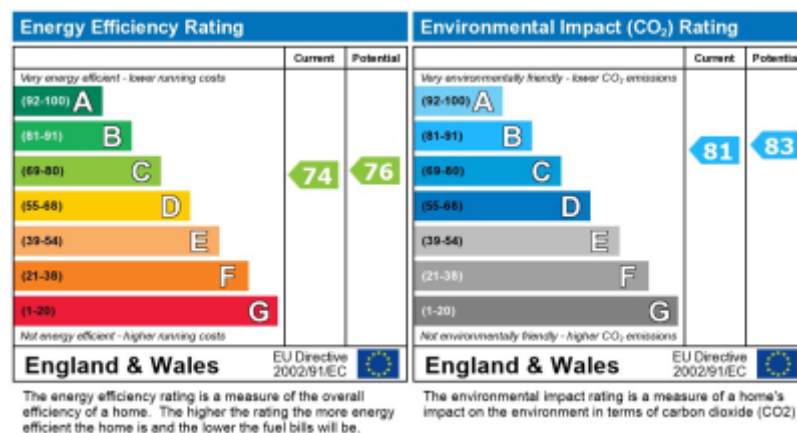 Energy Efficiency Rating
Current Potential
Very energy efficient - lower running costs
(92-100) A
(81-91) B
(69-80) C
74 76
(55-68) D
(39-54) E
(21-38) F
(1-20) G
Not energy efficient - higher running costs
England & Wales
EU Directive
2002/91/EC
The energy efficiency rating is a measure of the overall
efficiency of a home. The higher the rating the more energy
efficient the home is and the lower the fuel bills will be.
Environmental Impact (CO₂) Rating
Current Potential
Very environmentally friendly - lower CO₂ emissions
(92-100) A
(81-91) B
81 83
(69-80) C
(55-68) D
(39-54) E
(21-38) F
(1-20) G
Not environmentally friendly - higher CO₂ emissions
England & Wales
EU Directive
2002/91/EC
The environmental impact rating is a measure of a home's
impact on the environment in terms of carbon dioxide (CO2)